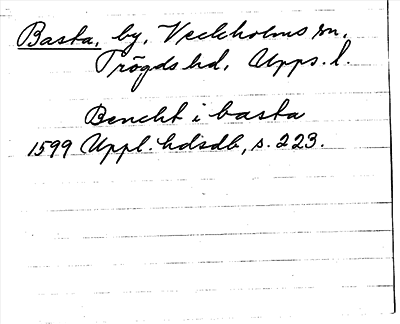 Basta, by, Veckholms sn.
Trögds hd, Upps. l.
Bencht i basta
1599 Uppl. hdsdb, s. 223.